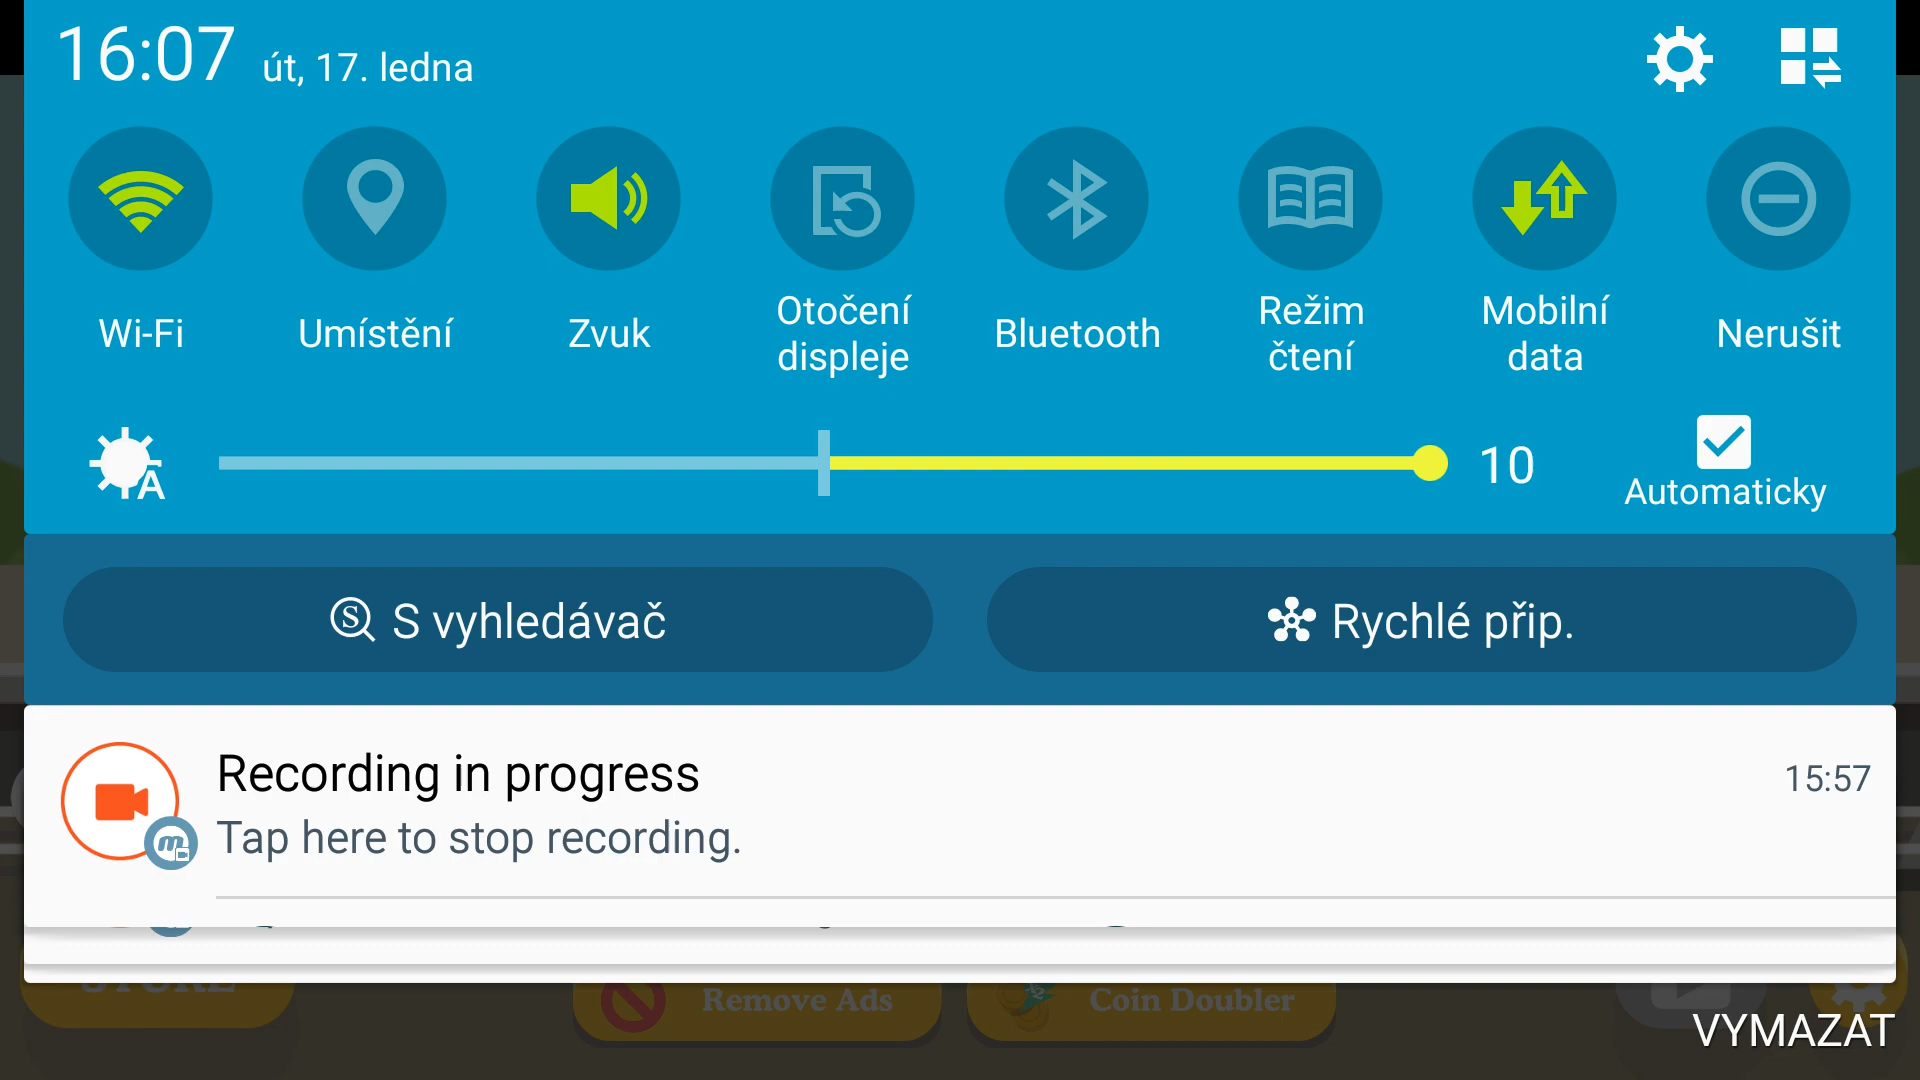 16:07 út, 17. ledna
Wi-Fi
Umístění
Zvuk
Otočení
displeje
Bluetooth
Režim
čtení
Mobilní
data
Nerušit
A
10
Automaticky
S vyhledávač
Rychlé přip.
Recording in progress
15:57
Tap here to stop recording.
Remove Ads
Coin Doubler
VYMAZAT